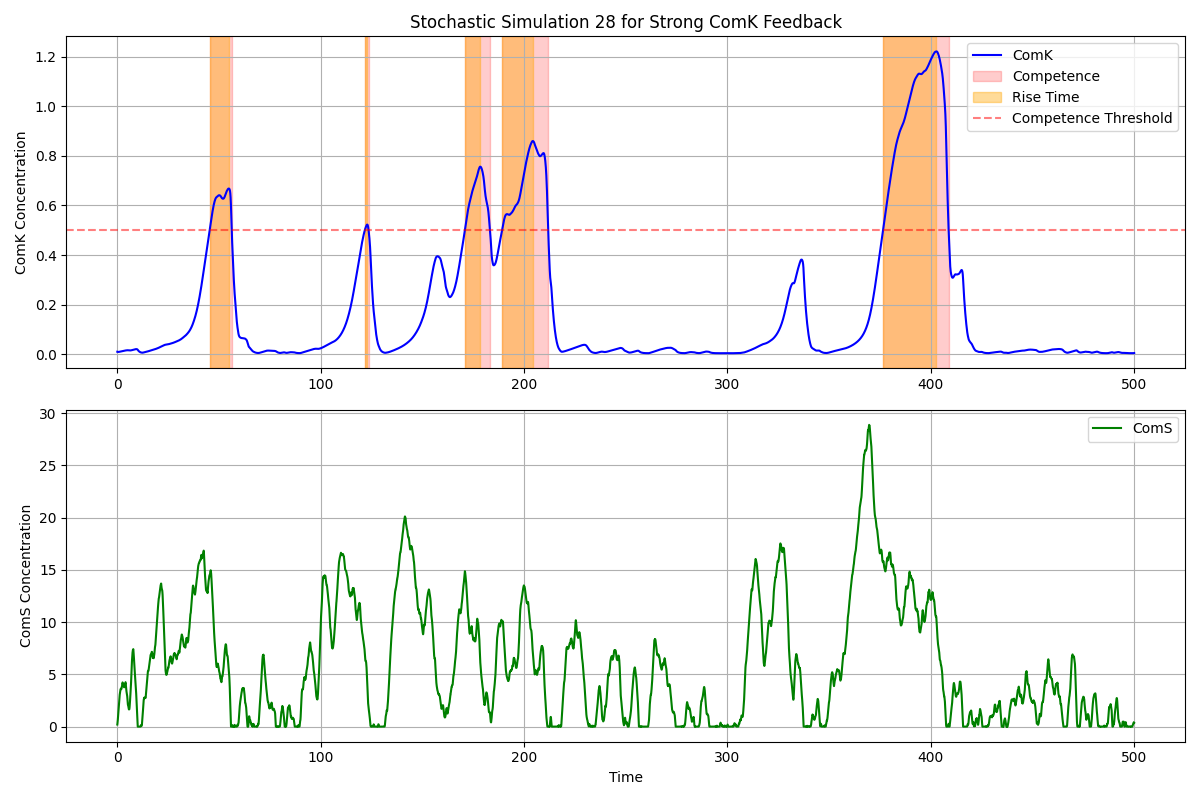 Stochastic Simulation 28 for Strong ComK Feedback
ComK Concentration
1.2
1.0
0.8
0.6
0.4
0.2
0.0
ComK
Competence
Rise Time
Competence Threshold
0 100 200 300 400 500
ComS Concentration
30
25
20
15
10
5
0
ComS
0 100 200 300 400 500
Time